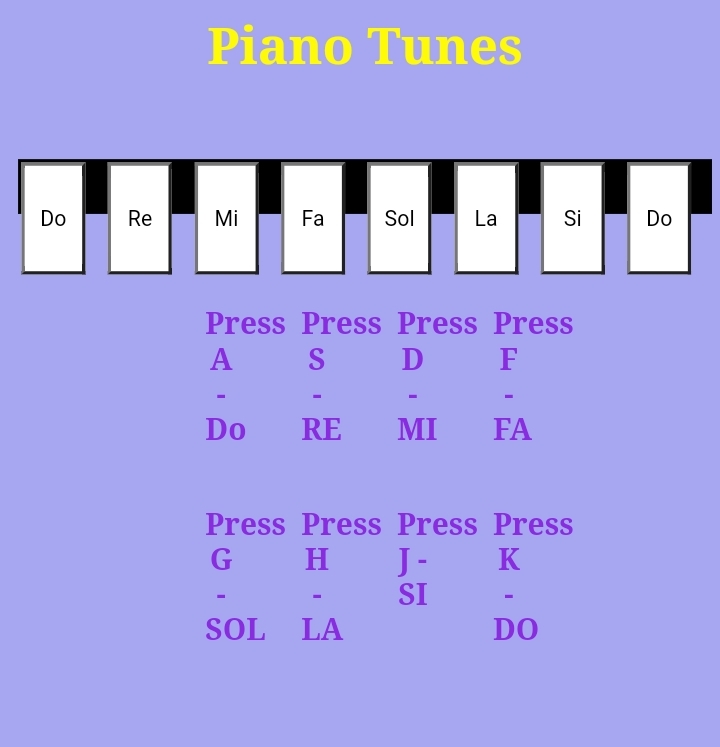 Piano Tunes
Do Re Mi Fa Sol La Si Do
Press Press Press Press
A S D F
- - - -
Do RE MI FA
Press Press Press Press
G H J - K
- - SI -
SOL LA DO